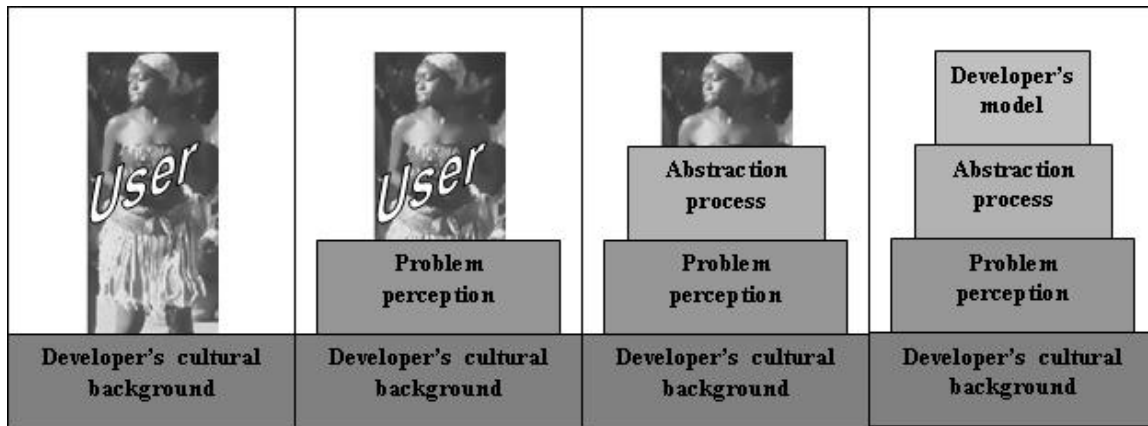 User
Developer's cultural
background
User
Problem
perception
Developer's cultural
background
Abstraction
process
Problem
perception
Developer's cultural
background
Developer's
model
Abstraction
process
Problem
perception
Developer's cultural
background